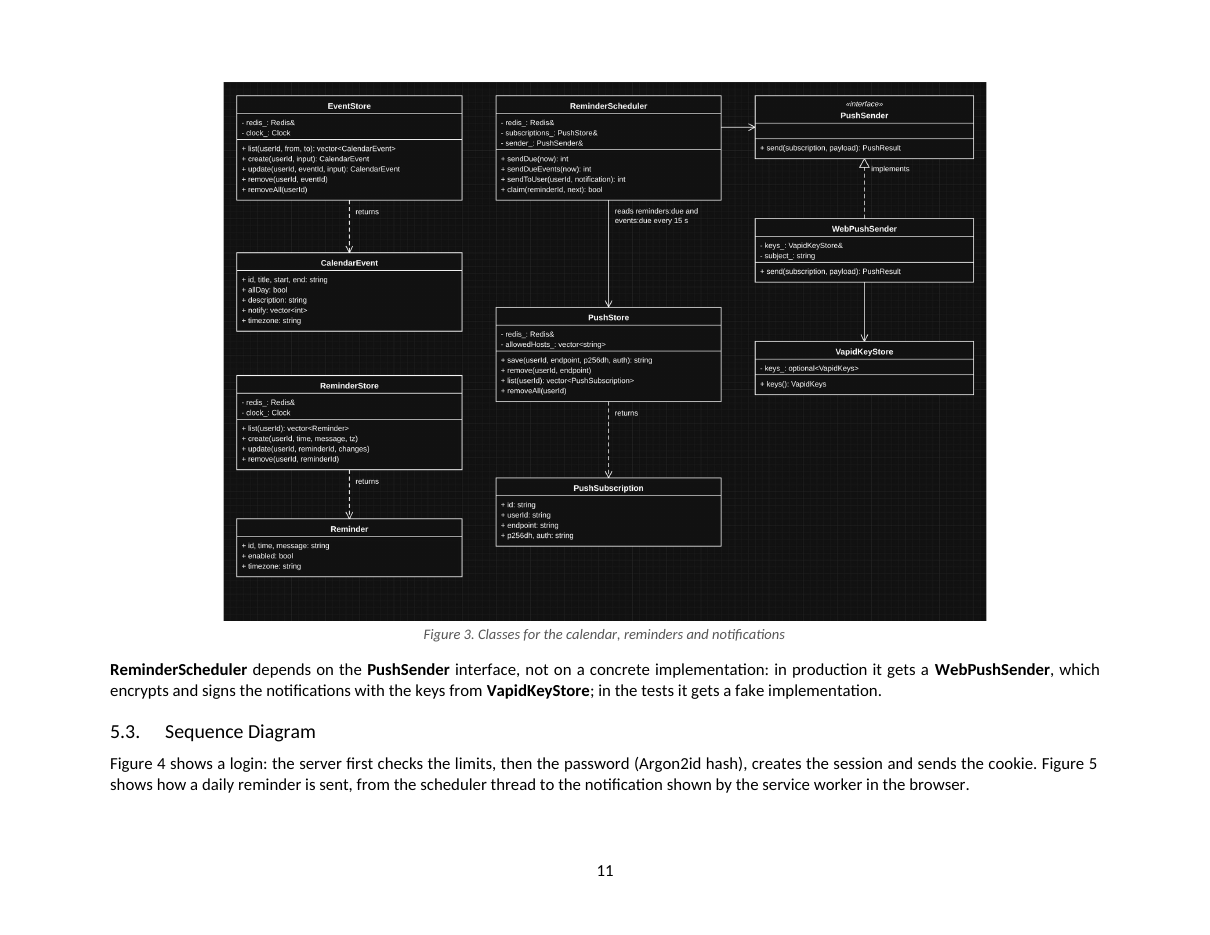 EventStore
- redis_: Redis&
- clock_: Clock
+ list(userId, from, to): vector<CalendarEvent>
+ create(userId, input): CalendarEvent
+ update(userId, eventId, input): CalendarEvent
+ remove(userId, eventId)
+ removeAll(userId)
returns
CalendarEvent
+ id, title, start, end: string
+ allDay: bool
+ description: string
+ notify: vector<int>
+ timezone: string
ReminderStore
- redis_: Redis&
- clock_: Clock
+ list(userId): vector<Reminder>
+ create(userId, time, message, tz)
+ update(userId, reminderId, changes)
+ remove(userId, reminderId)
returns
Reminder
+ id, time, message: string
+ enabled: bool
+ timezone: string
ReminderScheduler
- redis_: Redis&
- subscriptions_: PushStore&
- sender_: PushSender&
+ sendDue(now): int
+ sendDueEvents(now): int
+ sendToUser(userId, notification): int
+ claim(reminderId, next): bool
reads reminders:due and
events:due every 15 s
PushStore
- redis_: Redis&
- allowedHosts_: vector<string>
+ save(userId, endpoint, p256dh, auth): string
+ remove(userId, endpoint)
+ list(userId): vector<PushSubscription>
+ removeAll(userId)
returns
PushSubscription
+ id: string
+ userId: string
+ endpoint: string
+ p256dh, auth: string
«interface»
PushSender
+ send(subscription, payload): PushResult
implements
WebPushSender
- keys_: VapidKeyStore&
- subject_: string
+ send(subscription, payload): PushResult
VapidKeyStore
- keys_: optional<VapidKeys>
+ keys(): VapidKeys
Figure 3. Classes for the calendar, reminders and notifications
ReminderScheduler depends on the PushSender interface, not on a concrete implementation: in production it gets a WebPushSender, which
encrypts and signs the notifications with the keys from VapidKeyStore; in the tests it gets a fake implementation.
5.3. Sequence Diagram
Figure 4 shows a login: the server first checks the limits, then the password (Argon2id hash), creates the session and sends the cookie. Figure 5
shows how a daily reminder is sent, from the scheduler thread to the notification shown by the service worker in the browser.
11